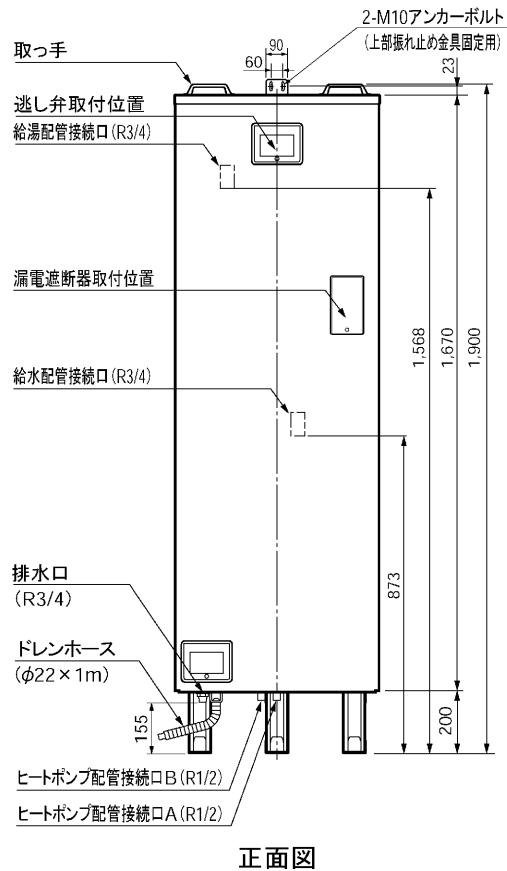 2-M10アンカーボルト
(上部振れ止め金具固定用)
90
60
23
取っ手
逃し弁取付位置
給湯配管接続口(R3/4)
漏電遮断器取付位置
給水配管接続口(R3/4)
1,568
1,670
1,900
873
排水口
(R3/4)
ドレンホース
(φ22×1m)
155
200
ヒートポンプ配管接続口B(R1/2)
ヒートポンプ配管接続口A(R1/2)
正面図